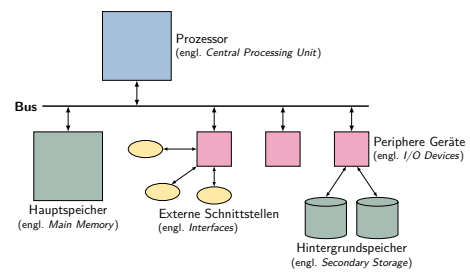 Prozessor
(engl. Central Processing Unit)
Bus
Periphere Geräte
(engl. I/O Devices)
Hauptspeicher
(engl. Main Memory)
Externe Schnittstellen
(engl. Interfaces)
Hintergrundspeicher
(engl. Secondary Storage)